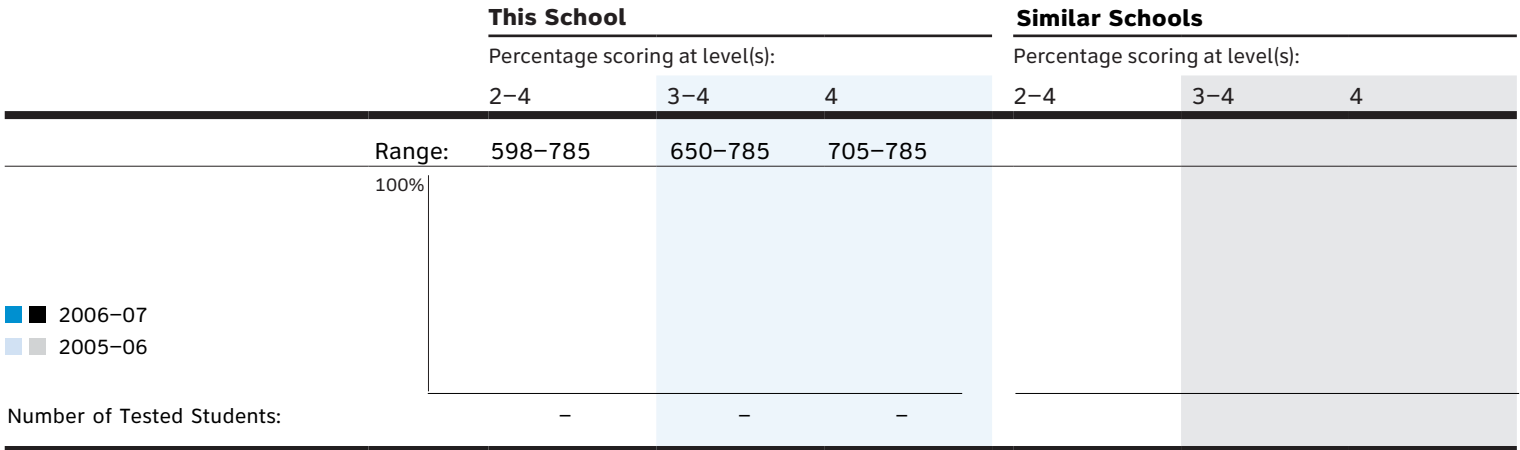 This School Similar Schools
Percentage scoring at level(s): Percentage scoring at level(s):
2–4 3–4 4 2–4 3–4 4
Range: 598–785 650–785 705–785
100%
2006–07
2005–06
Number of Tested Students: – – –